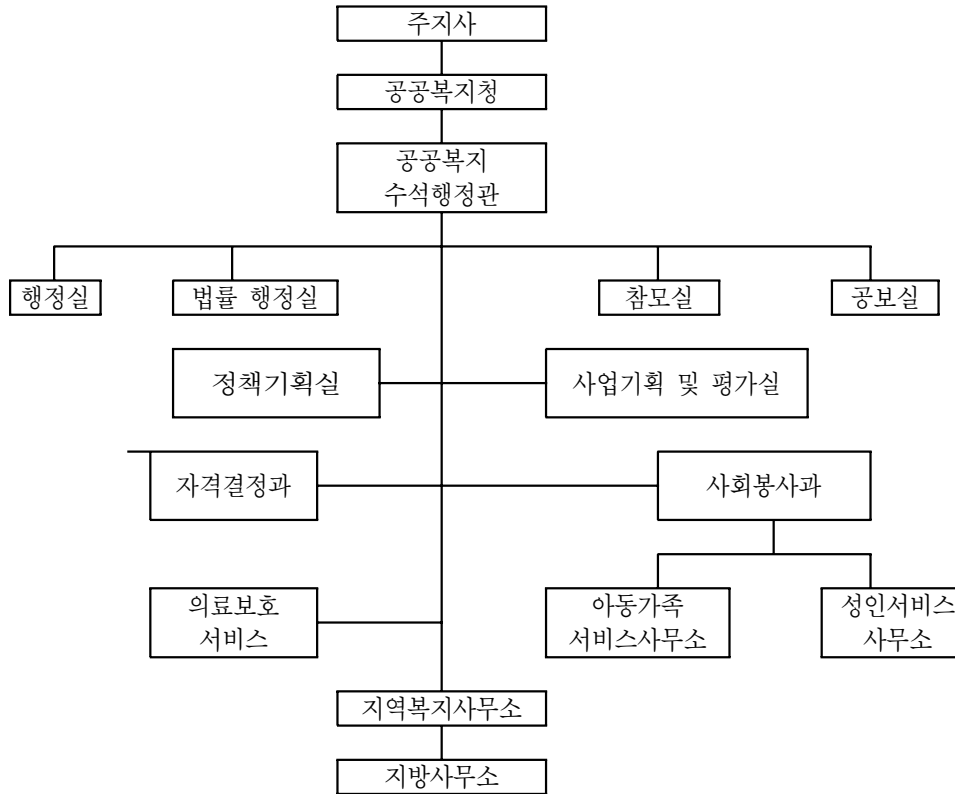 주지사
공공복지청
공공복지
수석행정관
행정실
법률 행정실
참모실
공보실
정책기획실
사업기획 및 평가실
자격결정과
사회봉사과
의료보호
서비스
아동가족
서비스사무소
성인서비스
사무소
지역복지사무소
지방사무소